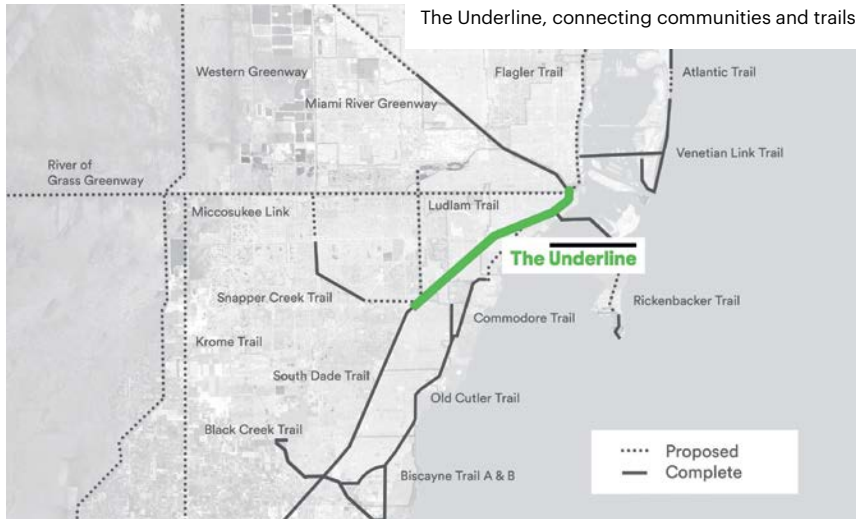 The Underline, connecting communities and trails
Western Greenway
Flagler Trail
Atlantic Trail
Miami River Greenway
Venetian Link Trail
River of
Grass Greenway
Miccosukee Link
Ludlam Trail
The Underline
Snapper Creek Trail
Rickenbacker Trail
Commodore Trail
Krome Trail
South Dade Trail
Old Cutler Trail
Black Creek Trail
Biscayne Trail A & B
Proposed
Complete